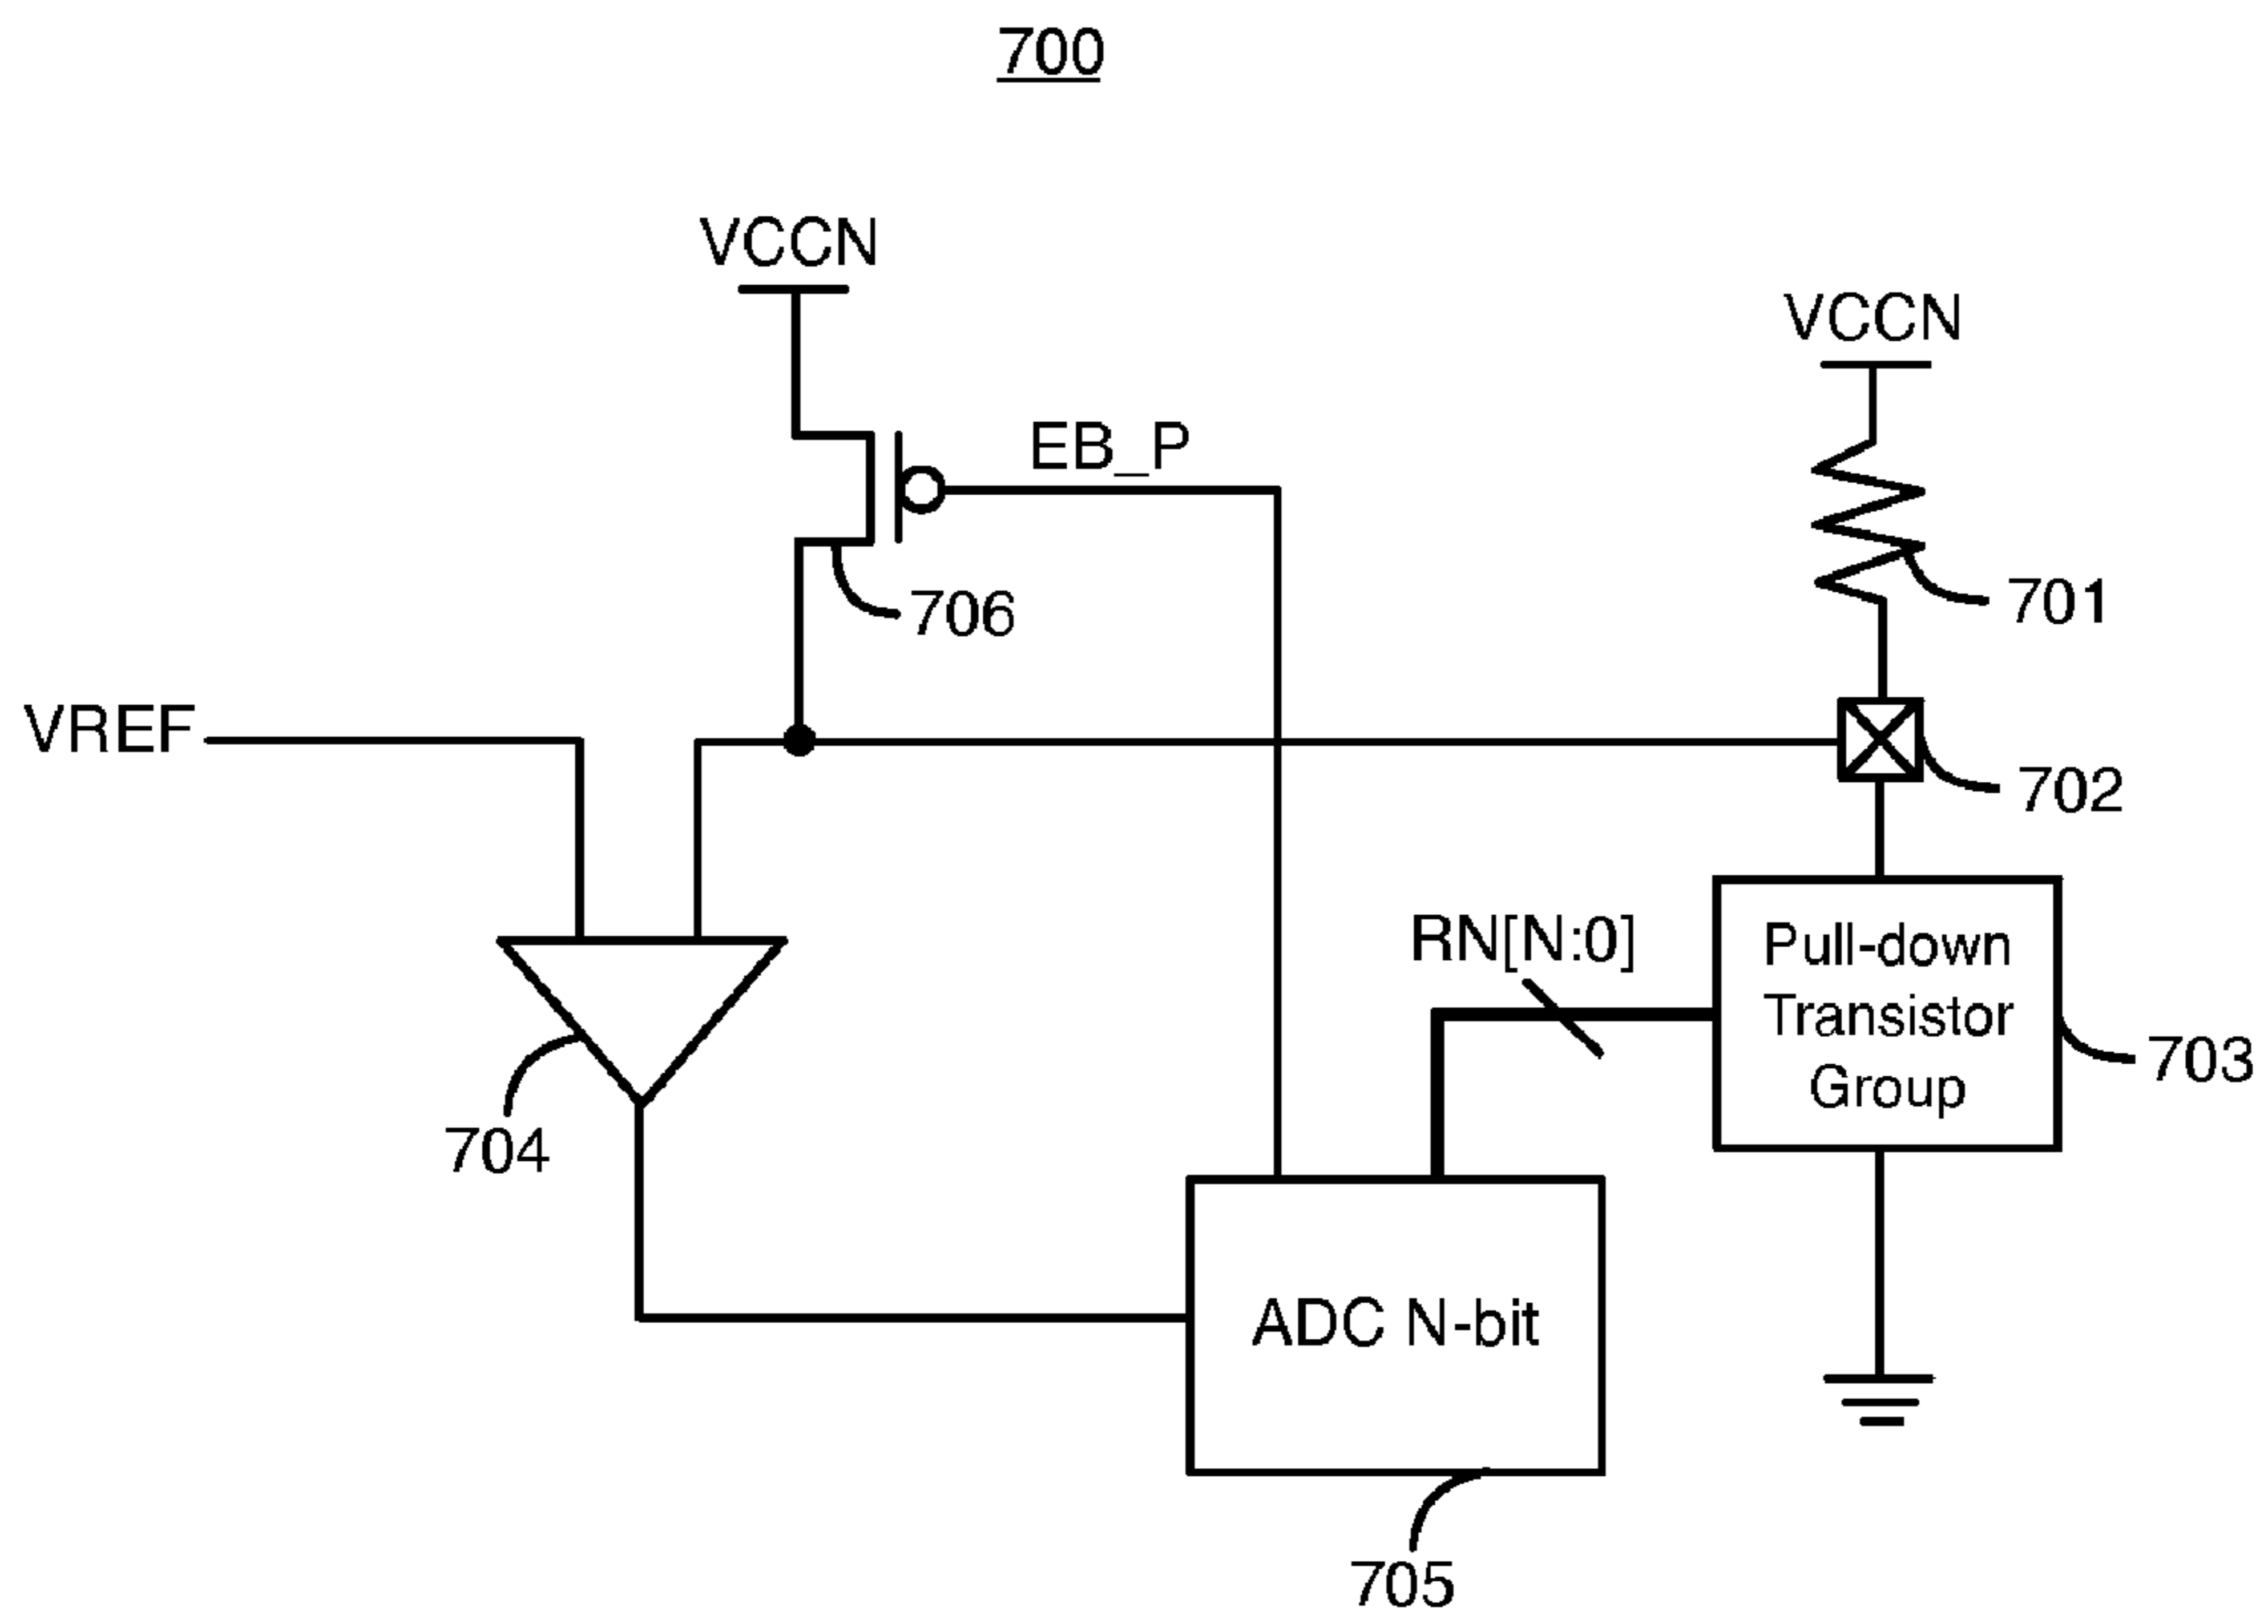 700
VCCN
VCCN
EB_P
706
701
VREF
702
RN[N:0]
Pull-down
Transistor
Group
703
704
ADC N-bit
705